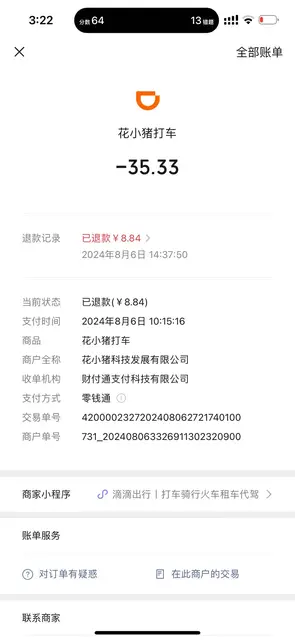 3:22 分数 64 13 错题
全部账单
花小猪打车
-35.33
退款记录 已退款¥8.84
2024年8月6日 14:37:50
当前状态 已退款(¥8.84)
支付时间 2024年8月6日 10:15:16
商品 花小猪打车
商户全称 花小猪科技发展有限公司
收单机构 财付通支付科技有限公司
支付方式 零钱通
交易单号 4200002327202408062721740100
商户单号 731_202408063326911302320900
商家小程序 滴滴出行丨打车骑行火车租车代驾
账单服务
对订单有疑惑 在此商户的交易
联系商家